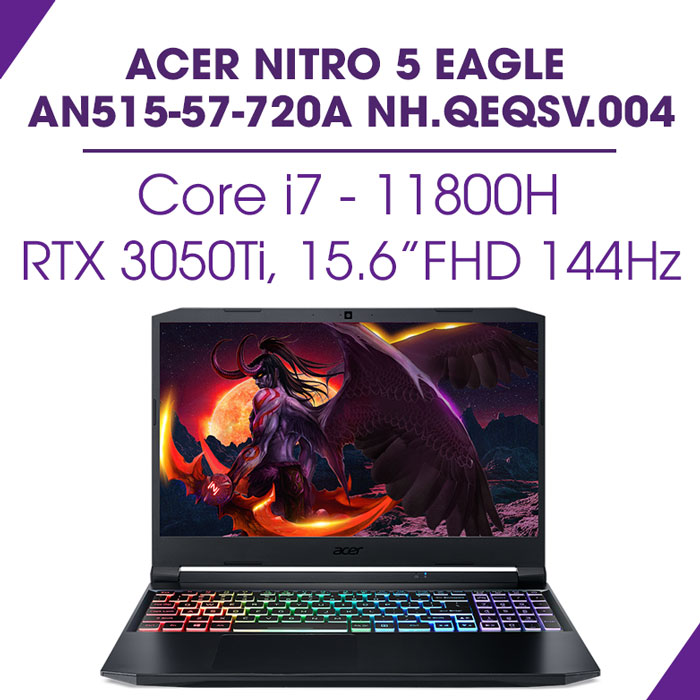 ACER NITRO 5 EAGLE
AN515-57-720A NH.QEQSV.004
Core i7 - 11800H
RTX 3050Ti, 15.6”FHD 144Hz
acer